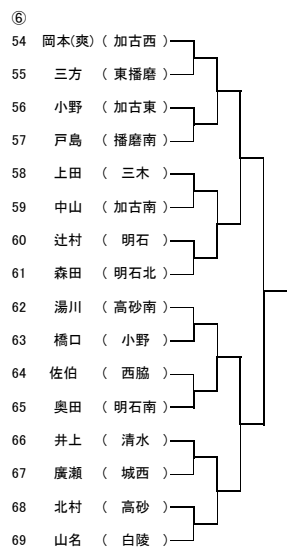 ⑥
54 岡本(爽) ( 加古西 )
55 三方 ( 東播磨 )
56 小野 ( 加古東 )
57 戸島 ( 播磨南 )
58 上田 ( 三木 )
59 中山 ( 加古南 )
60 辻村 ( 明石 )
61 森田 ( 明石北 )
62 湯川 ( 高砂南 )
63 橋口 ( 小野 )
64 佐伯 ( 西脇 )
65 奥田 ( 明石南 )
66 井上 ( 清水 )
67 廣瀬 ( 城西 )
68 北村 ( 高砂 )
69 山名 ( 白陵 )